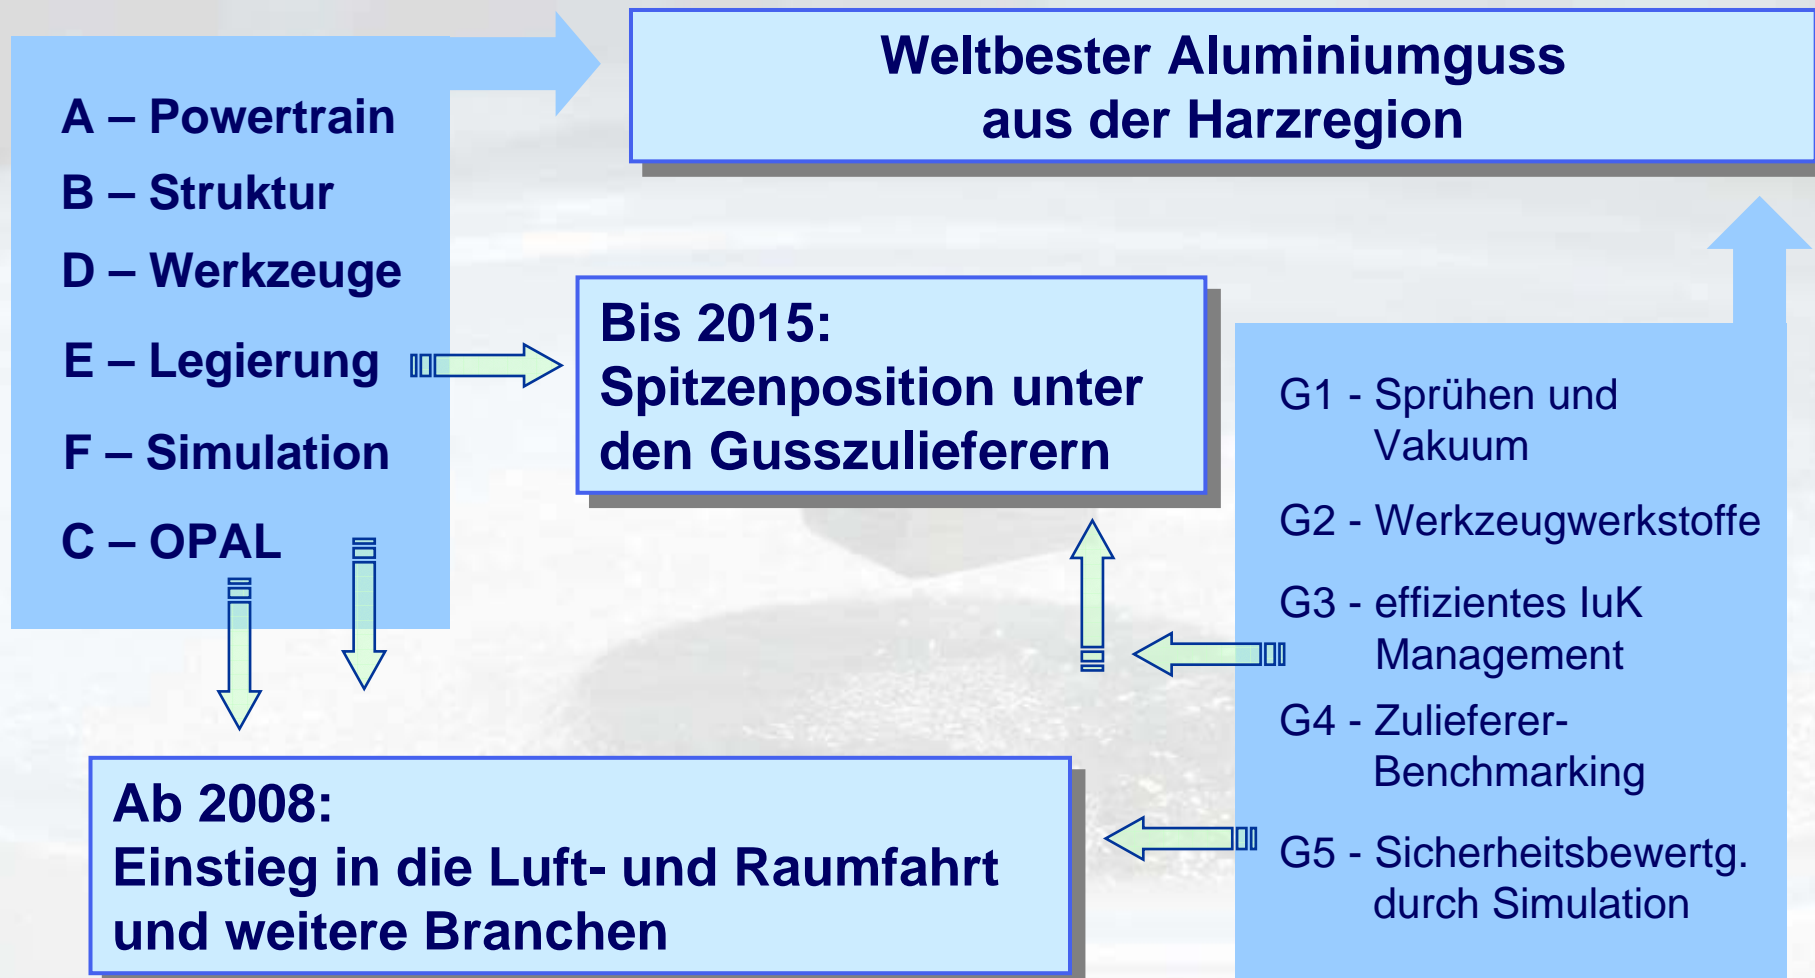 Weltbester Aluminiumguss
aus der Harzregion
A – Powertrain
B – Struktur
D – Werkzeuge
E – Legierung
F – Simulation
C – OPAL
Bis 2015:
Spitzenposition unter
den Gusszulieferern
G1 - Sprühen und
Vakuum
G2 - Werkzeugwerkstoffe
G3 - effizientes IuK
Management
G4 - Zulieferer-
Benchmarking
G5 - Sicherheitsbewertg.
durch Simulation
Ab 2008:
Einstieg in die Luft- und Raumfahrt
und weitere Branchen